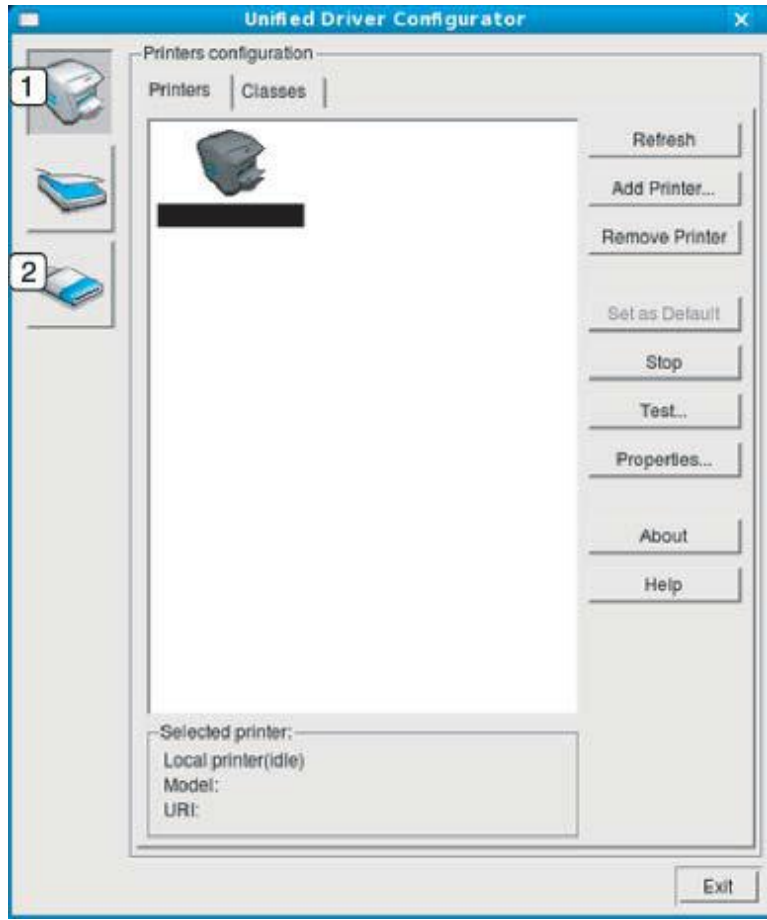 Unified Driver Configurator
1
2
Printers configuration
Printers
Classes
Refresh
Add Printer...
Remove Printer
Set as Default
Stop
Test...
Properties...
About
Help
Selected printer:
Local printer(idle)
Model:
URI:
Exit